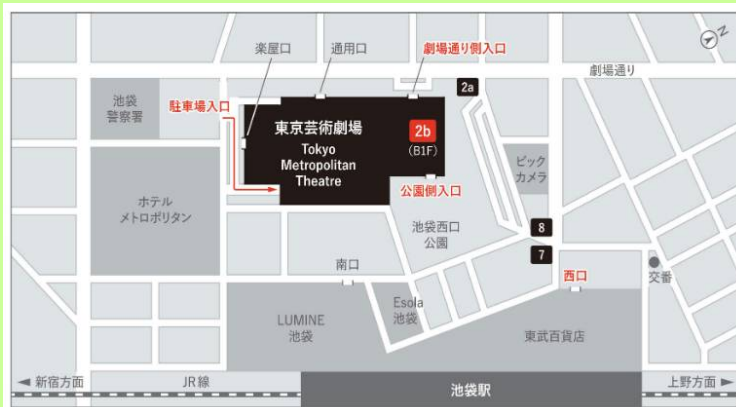 楽屋口
通用口
劇場通り側入口
N
劇場通り
池袋
警察署
駐車場入口
東京芸術劇場
Tokyo
Metropolitan
Theatre
2b
(B1F)
2a
ビック
カメラ
公園側入口
ホテル
メトロポリタン
池袋西口
公園
8
7
南口
西口
交番
LUMINE
池袋
Esola
池袋
東武百貨店
新宿方面
JR線
池袋駅
上野方面